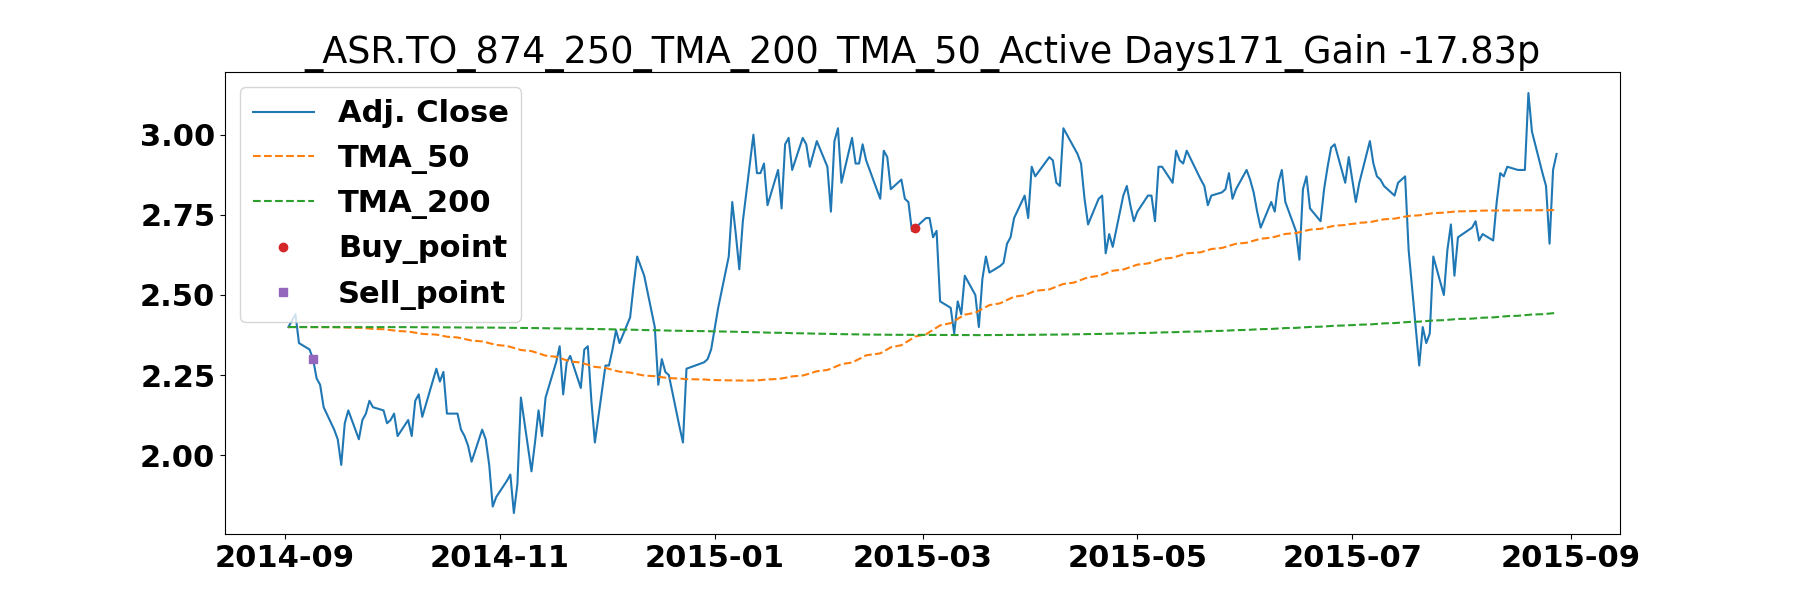 _ASR.TO_874_250_TMA_200_TMA_50_Active Days171_Gain -17.83p
Adj. Close
TMA_50
TMA_200
Buy_point
Sell_point
3.00
2.75
2.50
2.25
2.00
2014-09 2014-11 2015-01 2015-03 2015-05 2015-07 2015-09